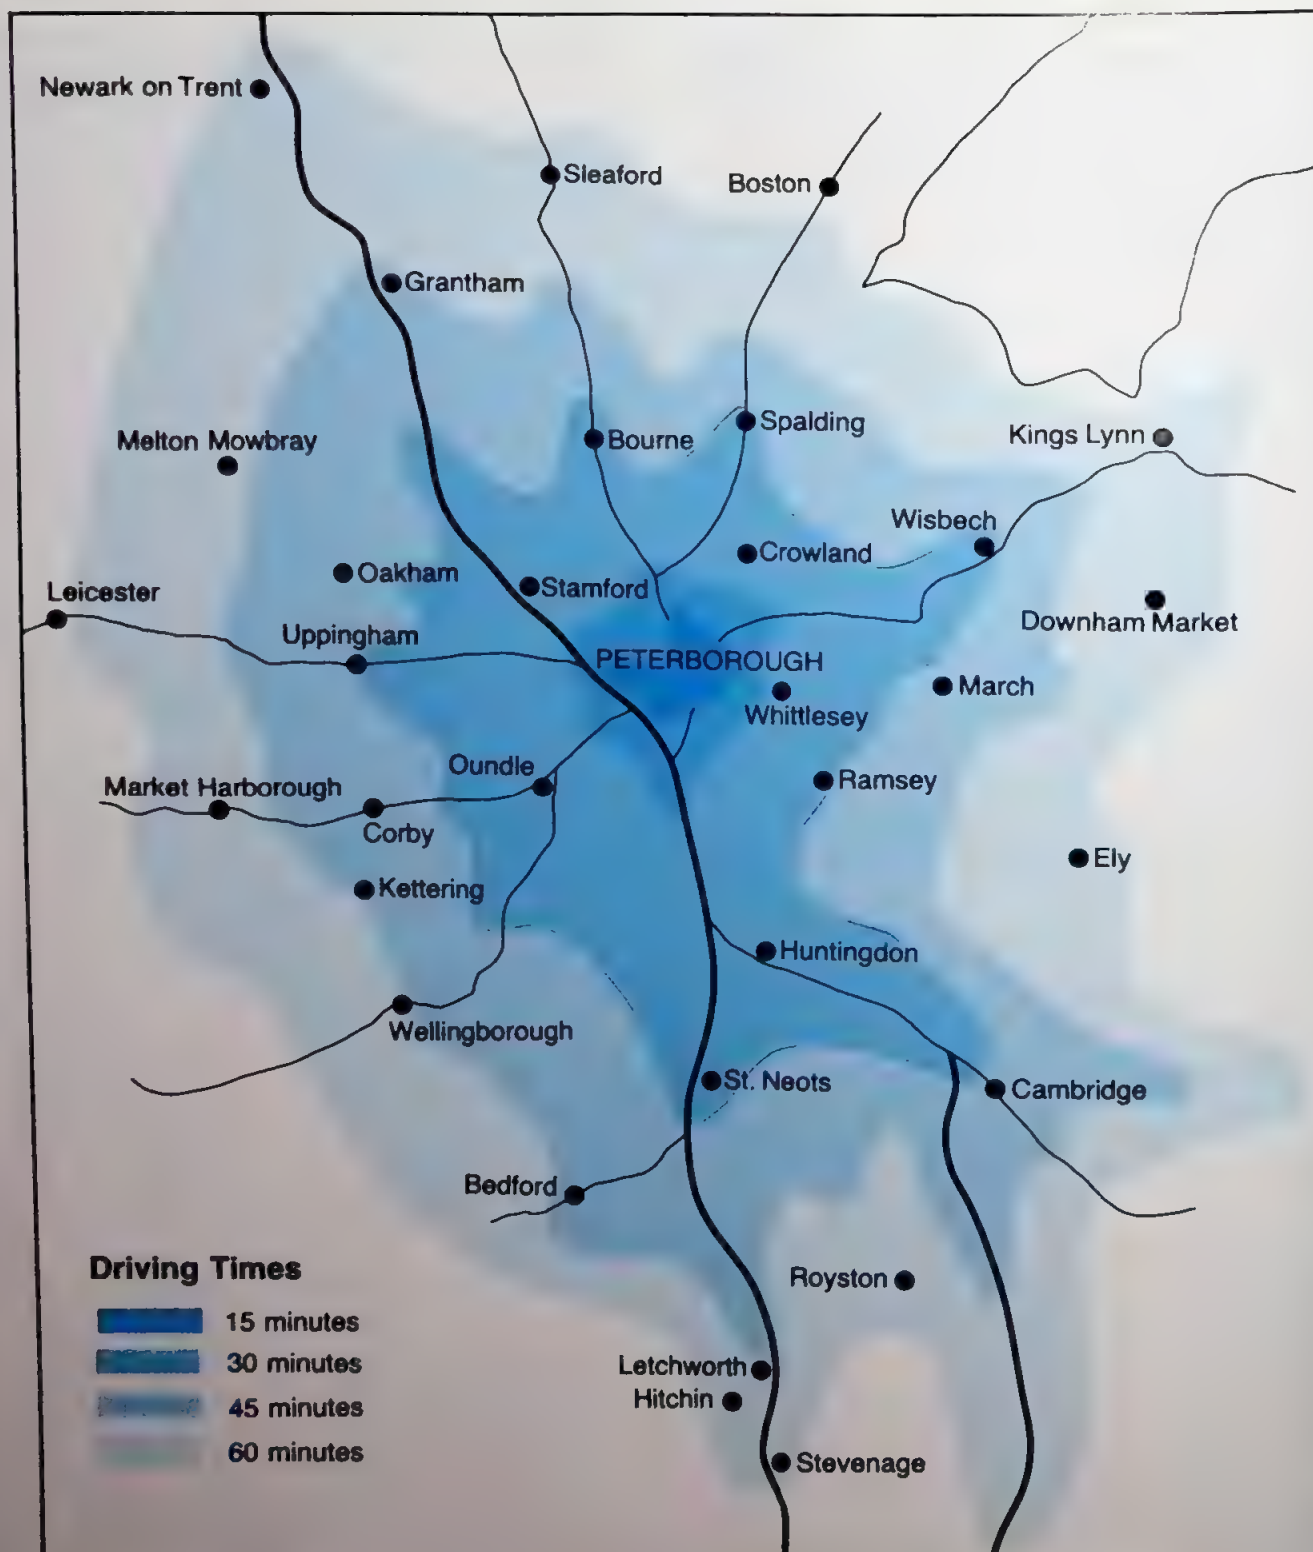 Newark on Trent
Sleaford
Boston
Grantham
Melton Mowbray
Bourne
Spalding
Kings Lynn
Wisbech
Crowland
Oakham
Stamford
Leicester
Downham Market
Uppingham
PETERBOROUGH
March
Whittlesey
Oundle
Ramsey
Market Harborough
Corby
Ely
Kettering
Huntingdon
Wellingborough
St. Neots
Cambridge
Bedford
Royston
Letchworth
Hitchin
Stevenage
Driving Times
15 minutes
30 minutes
45 minutes
60 minutes